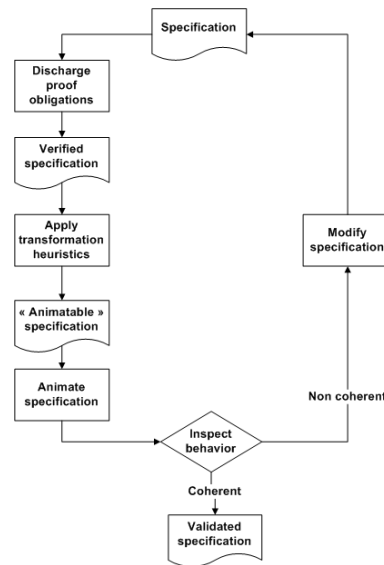 Specification
Discharge
proof
obligations
Verified
specification
Apply
transformation
heuristics
« Animatable »
specification
Animate
specification
Inspect
behavior
Modify
specification
Non coherent
Coherent
Validated
specification